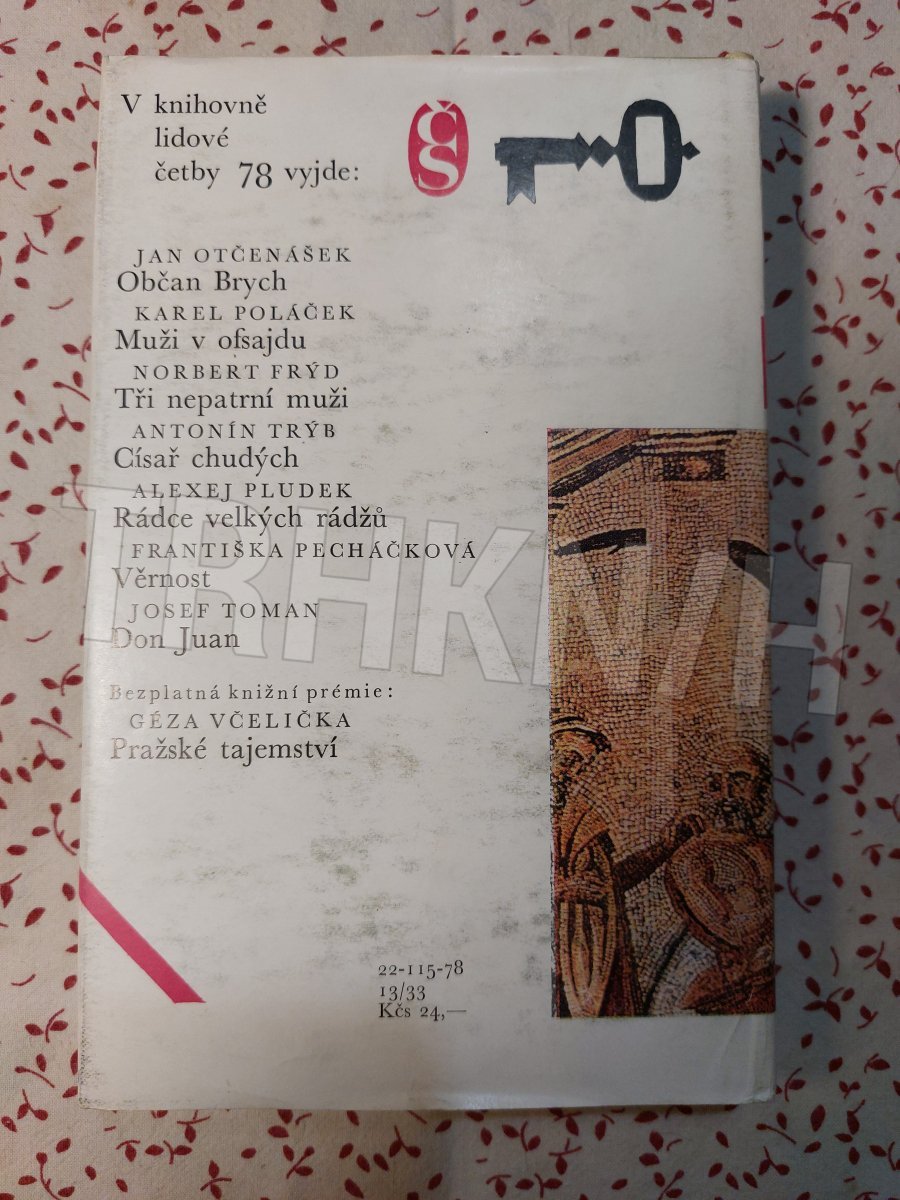 V knihovně
lidové
četby 78 vyjde:
ČS
JAN OTČENÁŠEK
Občan Brych
KAREL POLÁČEK
Muži v ofsajdu
NORBERT FRÝD
Tři nepatrní muži
ANTONÍN TRÝB
Císař chudých
ALEXEJ PLUDEK
Rádce velkých rádžů
FRANTIŠKA PECHÁČKOVÁ
Věrnost
JOSEF TOMAN
Don Juan
Bezplatná knižní prémie:
GÉZA VČELIČKA
Pražské tajemství
22-115-78
13/33
Kčs 24,—
TRHKNIH